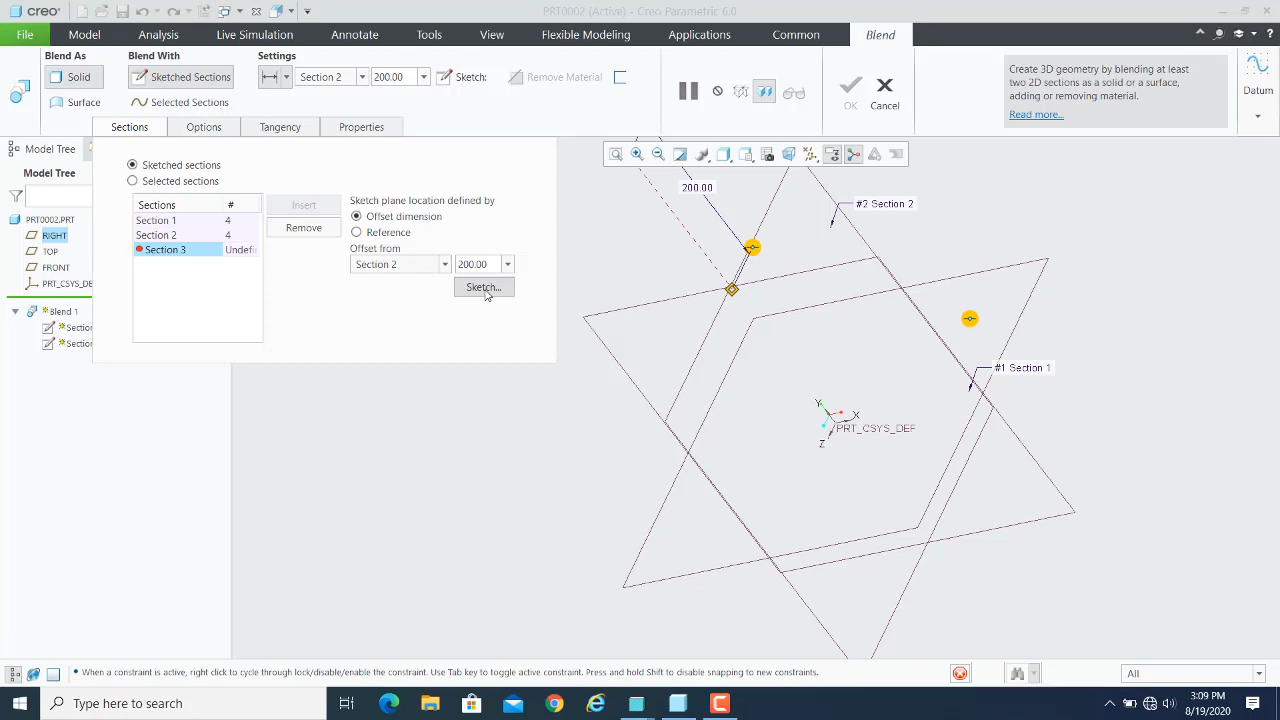 creo
PRT0002 (Active) - Creo Parametric 6.0
File
Model
Analysis
Live Simulation
Annotate
Tools
View
Flexible Modeling
Applications
Common
Blend
Blend As
Blend With
Settings
Solid
Sketched Sections
Section 2
200.00
Sketch:
Remove Material
Surface
Selected Sections
OK
Cancel
Create 3D geometry by blending at least
two 2D sections as a solid or a surface,
adding or removing material.
Read more...
Datum
Sections
Options
Tangency
Properties
Model Tree
Model Tree
PRT0002.PRT
RIGHT
TOP
FRONT
PRT_CSYS_DE
Blend 1
Sectio
Sectio
Sketched sections
Selected sections
Sections #
Section 1 4
Section 2 4
Section 3 Undefi
Insert
Remove
Sketch plane location defined by
Offset dimension
Reference
Offset from
Section 2
200.00
Sketch...
200.00
#2 Section 2
#1 Section 1
Y
X
Z
PRT_CSYS_DEF
• When a constraint is active, right click to cycle through lock/disable/enable the constraint. Use Tab key to toggle active constraint. Press and hold Shift to disable snapping to new constraints.
All
Type here to search
3:09 PM
8/19/2020